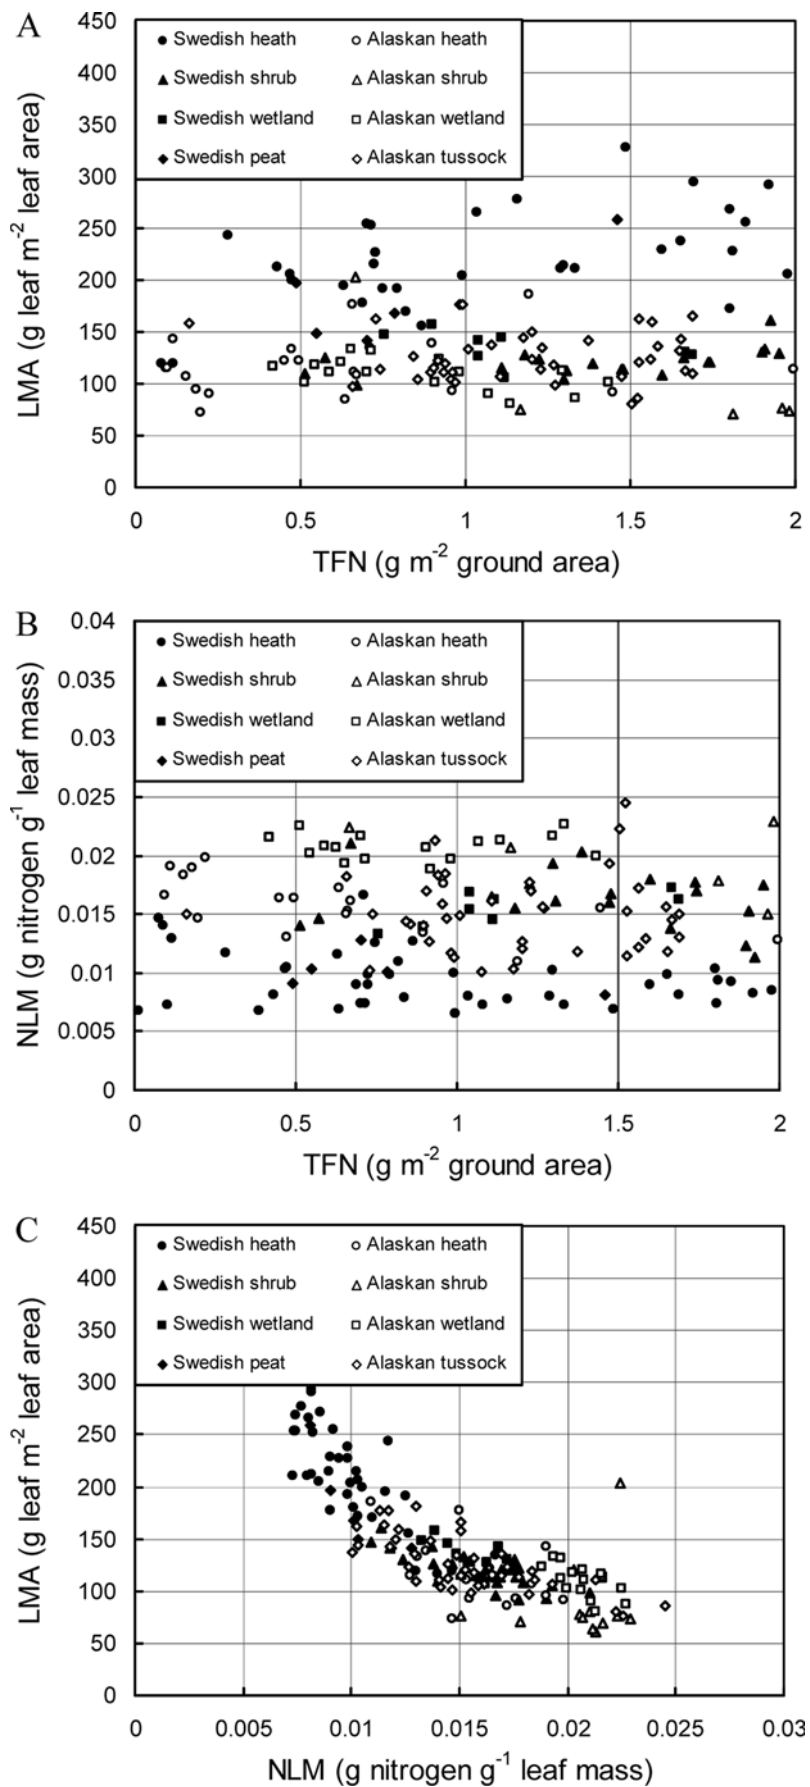 A
450
400
350
300
250
200
150
100
50
0
LMA (g leaf m-2 leaf area)
Swedish heath Alaskan heath
Swedish shrub Alaskan shrub
Swedish wetland Alaskan wetland
Swedish peat Alaskan tussock
0 0.5 1 1.5 2
TFN (g m-2 ground area)
B
0.04
0.035
0.03
0.025
0.02
0.015
0.01
0.005
0
NLM (g nitrogen g-1 leaf mass)
Swedish heath Alaskan heath
Swedish shrub Alaskan shrub
Swedish wetland Alaskan wetland
Swedish peat Alaskan tussock
0 0.5 1 1.5 2
TFN (g m-2 ground area)
C
450
400
350
300
250
200
150
100
50
0
LMA (g leaf m-2 leaf area)
Swedish heath Alaskan heath
Swedish shrub Alaskan shrub
Swedish wetland Alaskan wetland
Swedish peat Alaskan tussock
0 0.005 0.01 0.015 0.02 0.025 0.03
NLM (g nitrogen g-1 leaf mass)